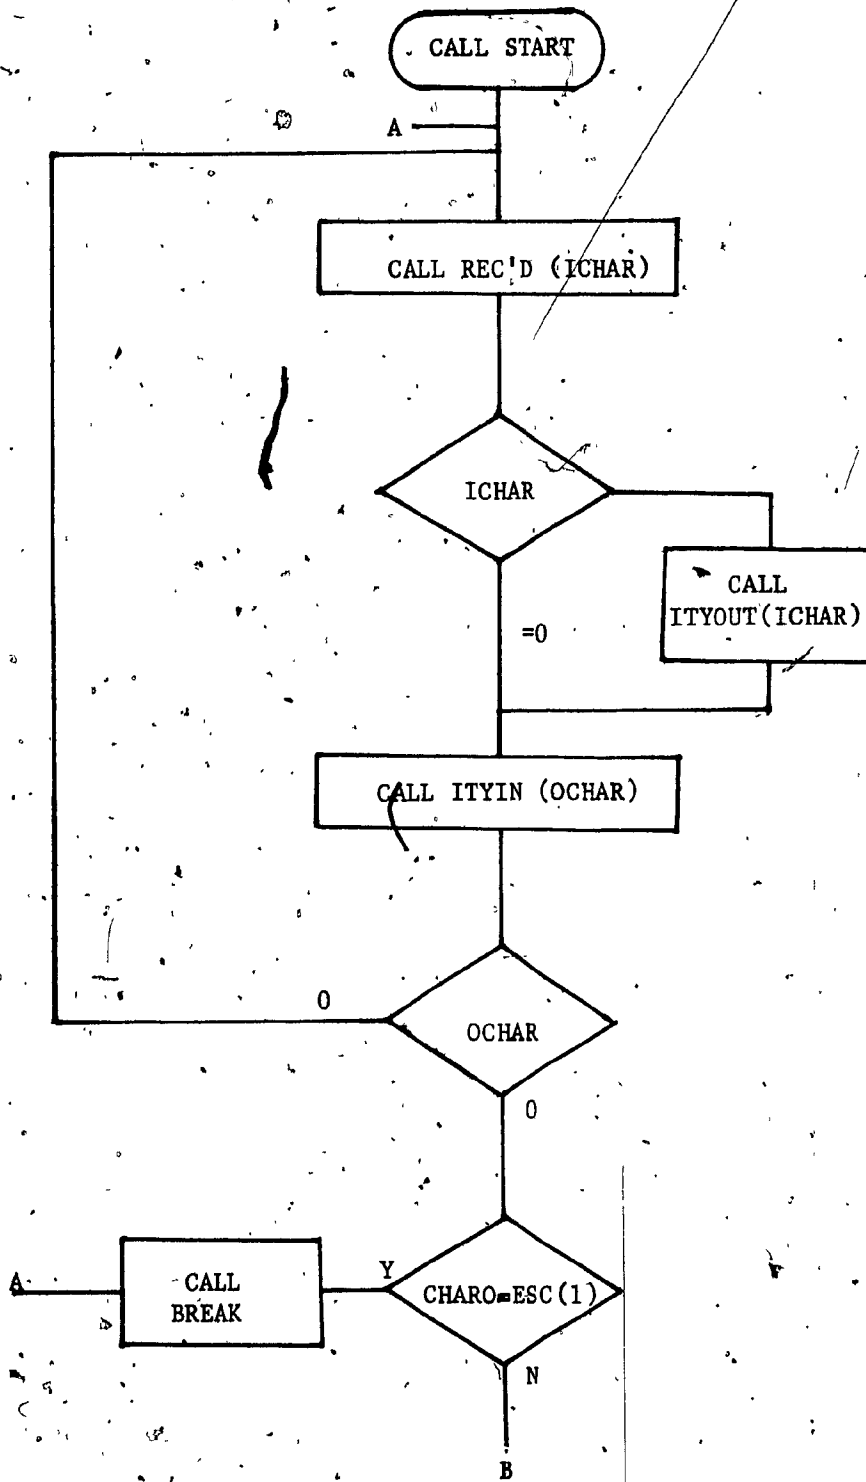 CALL START
A
CALL REC'D (ICHAR)
ICHAR
CALL
ITYOUT(ICHAR)
=0
CALL ITYIN (OCHAR)
0
OCHAR
0
A
CALL
BREAK
Y
CHARO=ESC(1)
N
B